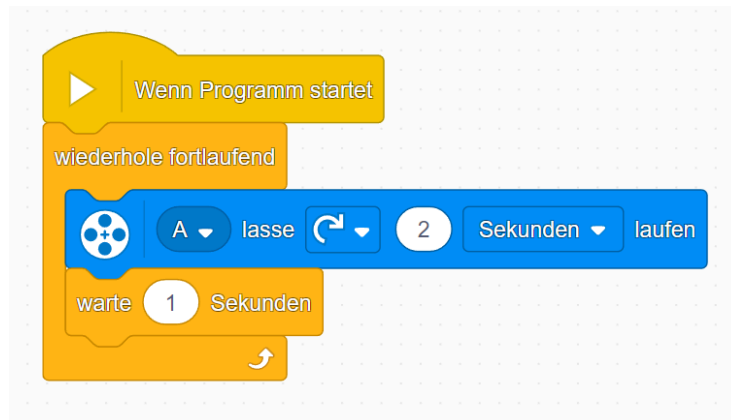 Wenn Programm startet
wiederhole fortlaufend
A lasse 2 Sekunden laufen
warte 1 Sekunden